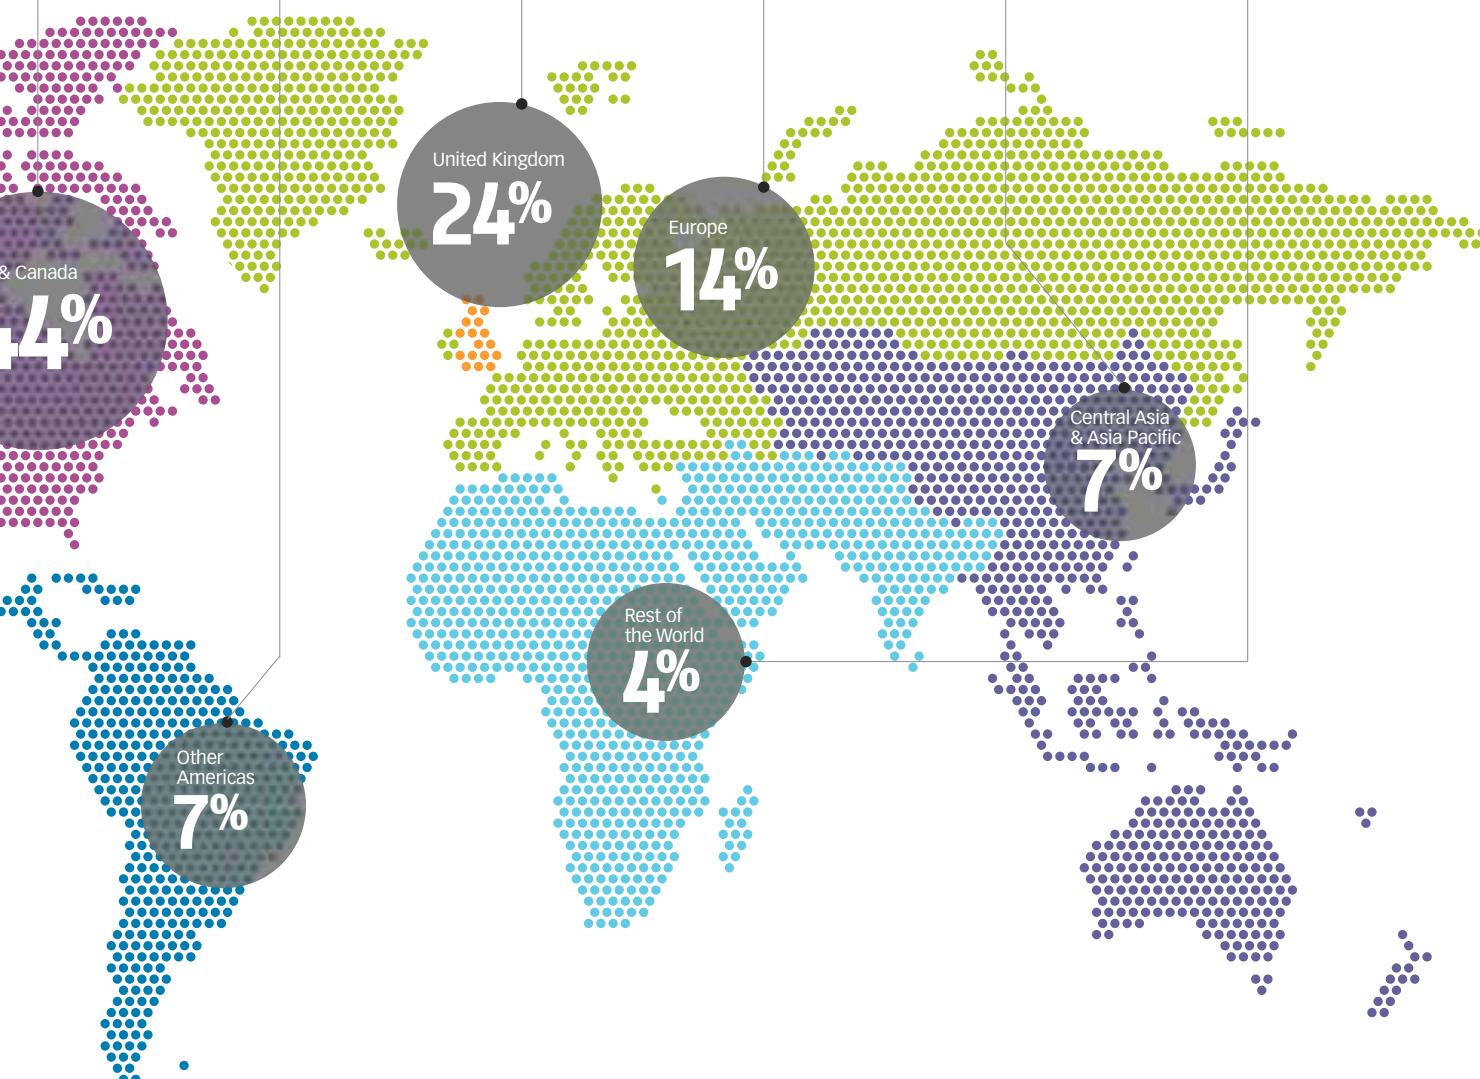 United Kingdom
24%
Europe
14%
& Canada
44%
Central Asia
& Asia Pacific
7%
Rest of
the World
4%
Other
Americas
7%